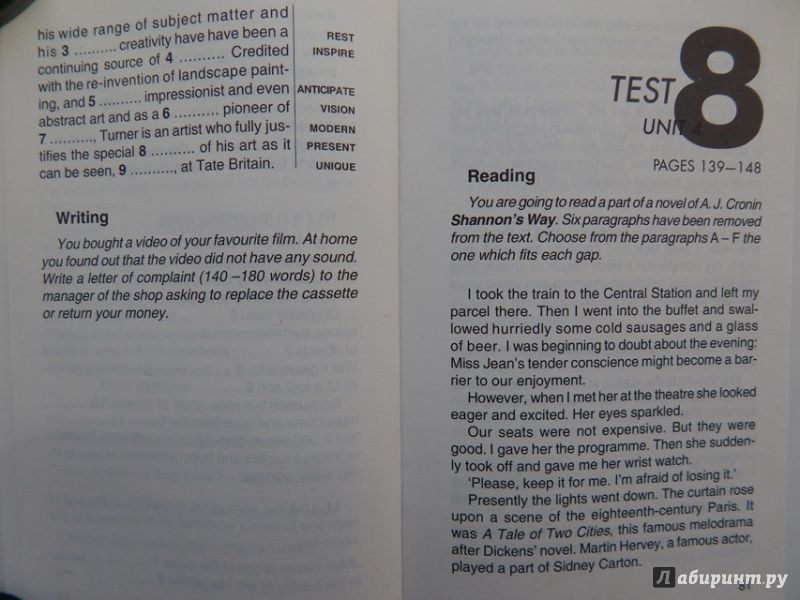 his wide range of subject matter and
his 3 .......... creativity have have been a
continuing source of 4 .......... Credited
with the re-invention of landscape paint-
ing, and 5 .......... impressionist and even
abstract art and as a 6 .......... pioneer of
7 .........., Turner is an artist who fully jus-
tifies the special 8 .......... of his art as it
can be seen, 9 .........., at Tate Britain.
REST
INSPIRE
ANTICIPATE
VISION
MODERN
PRESENT
UNIQUE
Writing
You bought a video of your favourite film. At home
you found out that the video did not have any sound.
Write a letter of complaint (140 –180 words) to the
manager of the shop asking to replace the cassette
or return your money.
TEST 8
UNIT 4
PAGES 139–148
Reading
You are going to read a part of a novel of A. J. Cronin
Shannon's Way. Six paragraphs have been removed
from the text. Choose from the paragraphs A – F the
one which fits each gap.
I took the train to the Central Station and left my
parcel there. Then I went into the buffet and swal-
lowed hurriedly some cold sausages and a glass
of beer. I was beginning to doubt about the evening:
Miss Jean's tender conscience might become a bar-
rier to our enjoyment.
However, when I met her at the theatre she looked
eager and excited. Her eyes sparkled.
Our seats were not expensive. But they were
good. I gave her the programme. Then she sudden-
ly took off and gave me her wrist watch.
'Please, keep it for me. I'm afraid of losing it.'
Presently the lights went down. The curtain rose
upon a scene of the eighteenth-century Paris. It
was A Tale of Two Cities, this famous melodrama
after Dickens' novel. Martin Hervey, a famous actor,
played a part of Sidney Carton.
лабиринт.ру